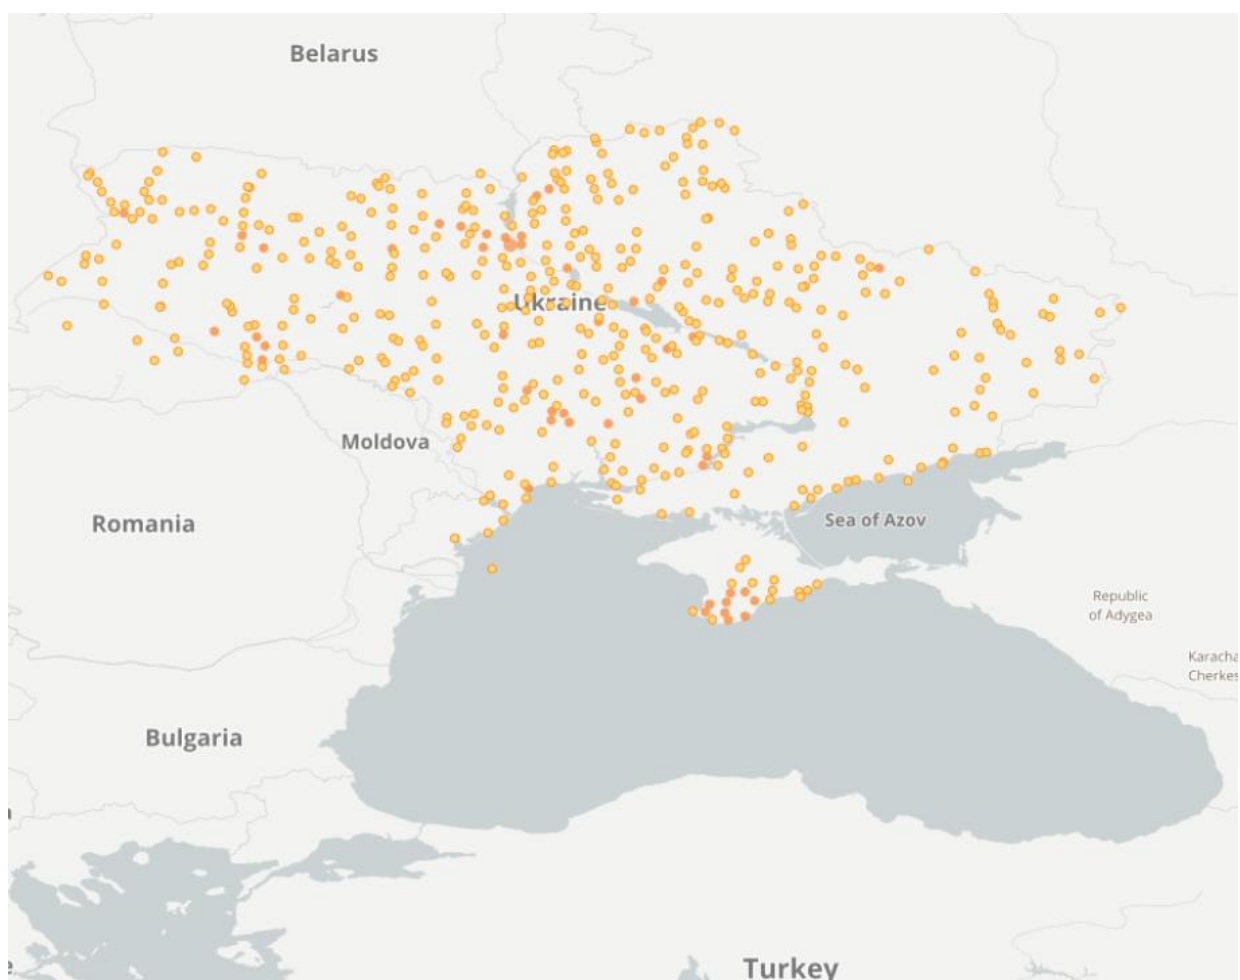 Belarus
Ukraine
Moldova
Romania
Sea of Azov
Republic
of Adygea
Karacha
Cherkes
Bulgaria
Turkey